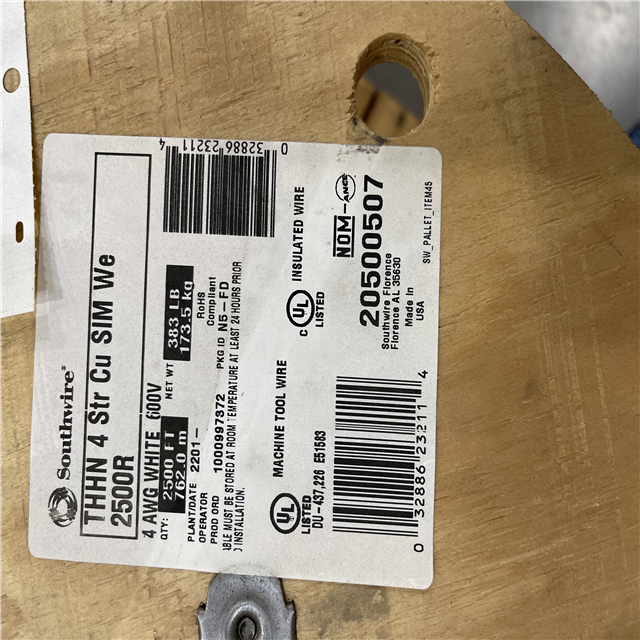 Southwire®
THHN 4 Str Cu SIM We
2500R
4 AWG WHITE 600V
QTY: 2500 FT
762.0 m
NET WT 383 LB
173.5 kg
PLANT/DATE 2201-
OPERATOR
PROD ORD 1000997372
RoHS
Compliant
PKG ID N5-FD
ABLE MUST BE STORED AT ROOM TEMPERATURE AT LEAST 24 HOURS PRIOR
O INSTALLATION.
0 32886 23211 4
UL
LISTED
MACHINE TOOL WIRE
DU-437,226 E51583
C UL
LISTED
INSULATED WIRE
NOM-ANCE
20500507
Southwire Florence
Florence AL 35630
Made in
USA
SW_PALLET_ITEM45
0 32886 23211 4